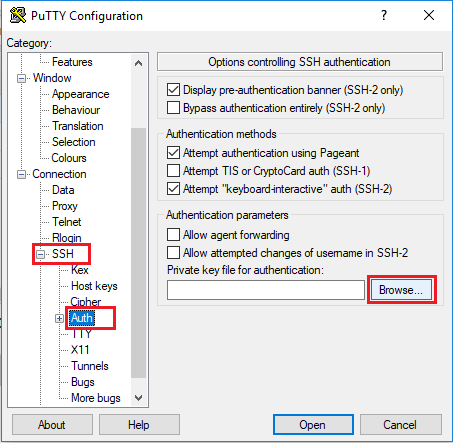 PuTTY Configuration
Category:
Features
Window
Appearance
Behaviour
Translation
Selection
Colours
Connection
Data
Proxy
Telnet
Rlogin
SSH
Kex
Host keys
Cipher
Auth
TTY
X11
Tunnels
Bugs
More bugs
Options controlling SSH authentication
Display pre-authentication banner (SSH-2 only)
Bypass authentication entirely (SSH-2 only)
Authentication methods
Attempt authentication using Pageant
Attempt TIS or CryptoCard auth (SSH-1)
Attempt "keyboard-interactive" auth (SSH-2)
Authentication parameters
Allow agent forwarding
Allow attempted changes of username in SSH-2
Private key file for authentication:
Browse...
About
Help
Open
Cancel